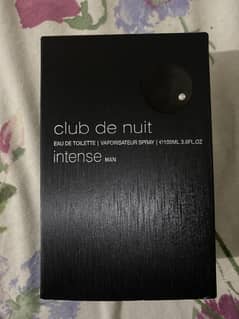 club de nuit
EAU DE TOILETTE | VAPORISATEUR SPRAY | ℮105ML 3.6FL.OZ
intense MAN